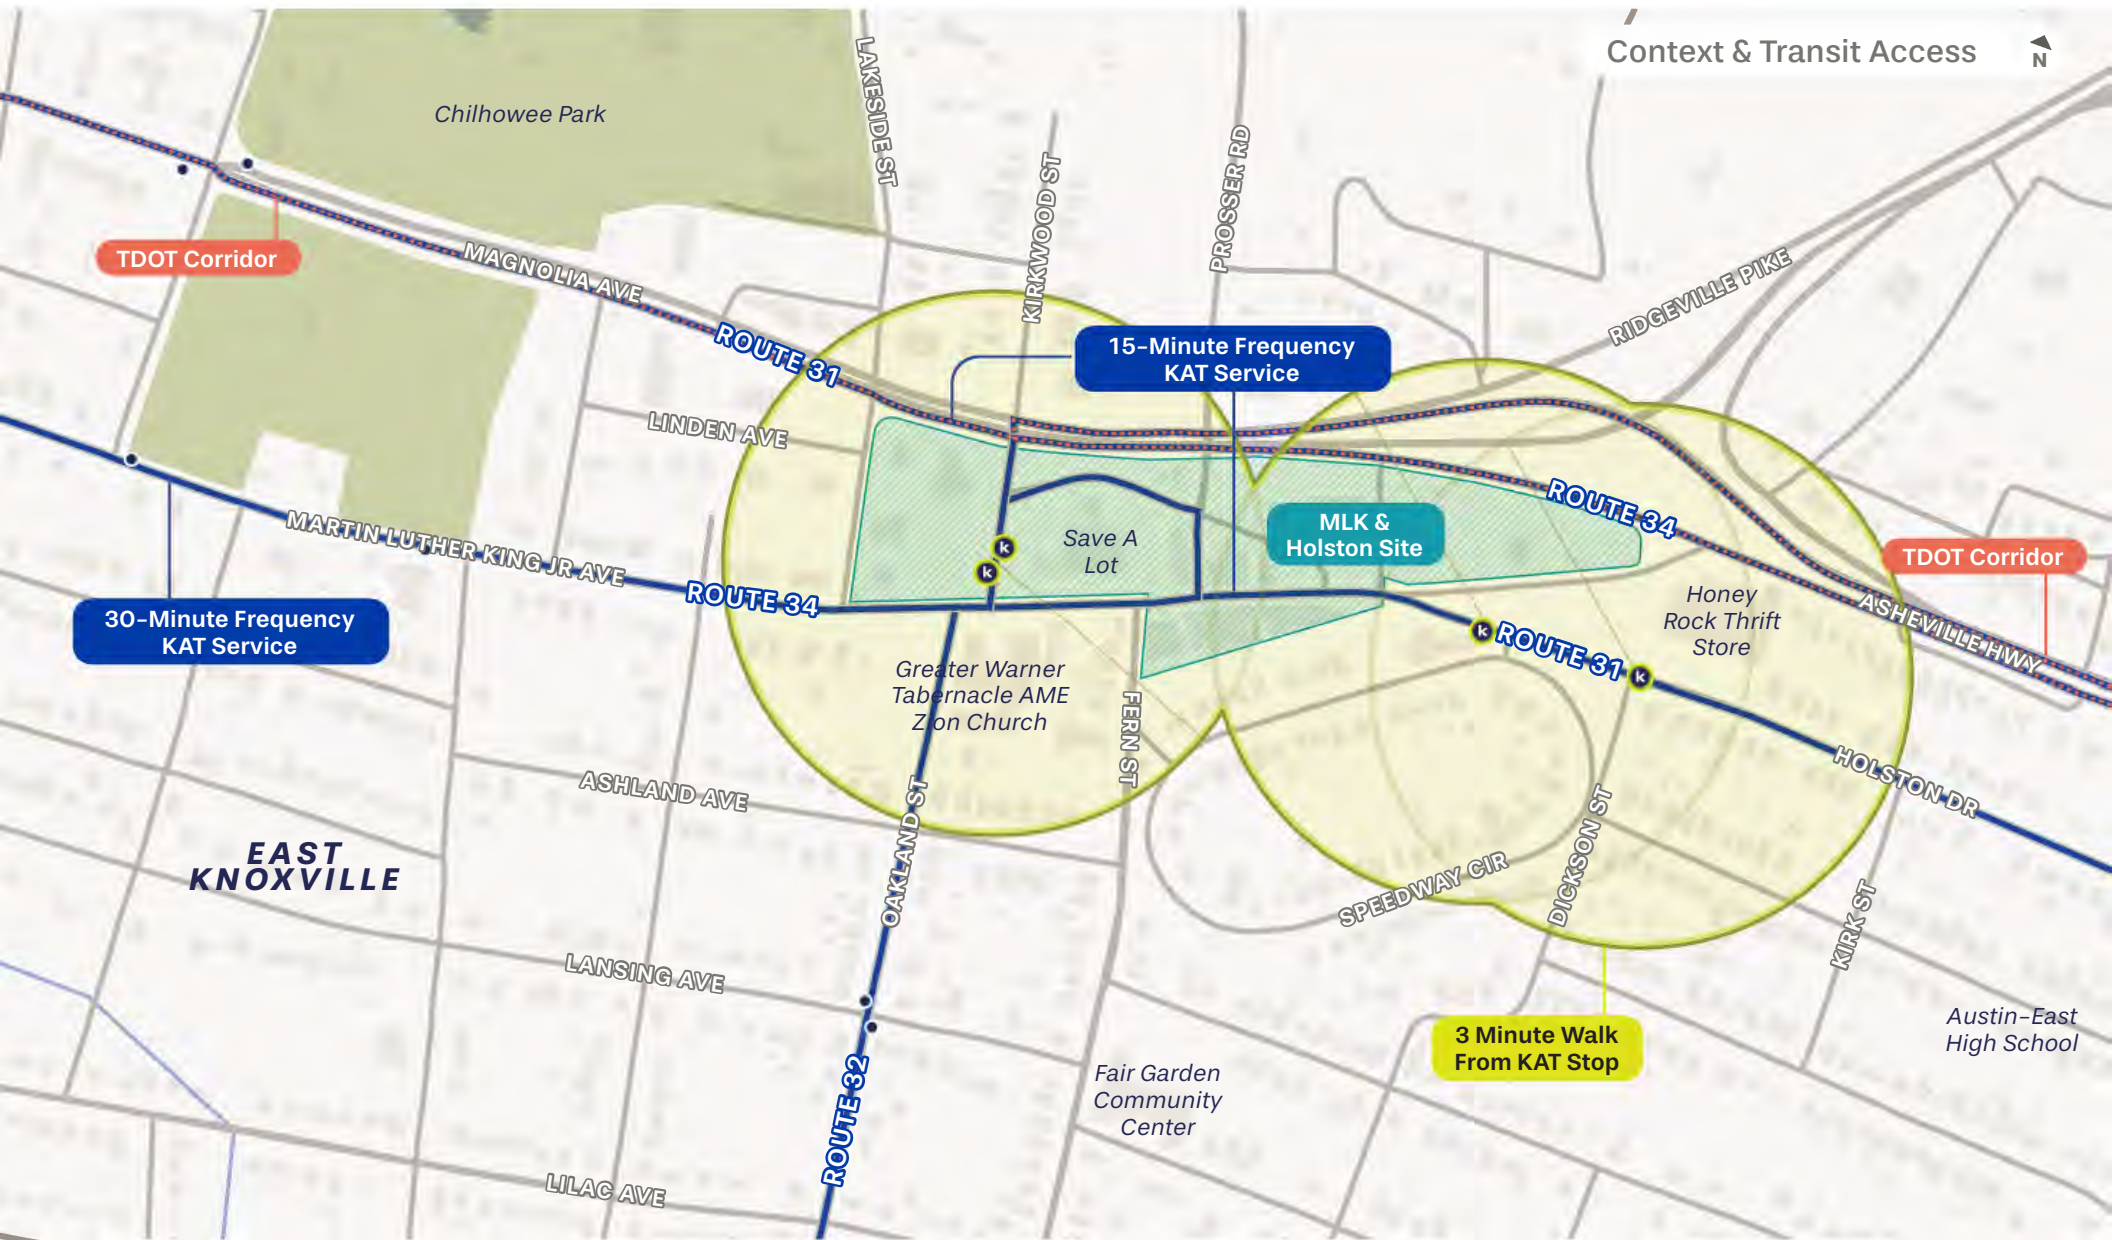 Context & Transit Access
N
Chilhowee Park
LAKESIDE ST
KIRKWOOD ST
PROSSER RD
TDOT Corridor
MAGNOLIA AVE
RIDGEVILLE PIKE
ROUTE 31
15-Minute Frequency
KAT Service
LINDEN AVE
ROUTE 34
MLK &
Holston Site
Save A
Lot
k
k
MARTIN LUTHER KING JR AVE
TDOT Corridor
ROUTE 34
30-Minute Frequency
KAT Service
Honey
Rock Thrift
Store
ASHEVILLE HWY
k
ROUTE 31
k
Greater Warner
Tabernacle AME
Zion Church
FERN ST
HOLSTON DR
ASHLAND AVE
OAKLAND ST
DICKSON ST
EAST
KNOXVILLE
SPEEDWAY CIR
KIRK ST
LANSING AVE
3 Minute Walk
From KAT Stop
Austin-East
High School
ROUTE 32
Fair Garden
Community
Center
LILAC AVE